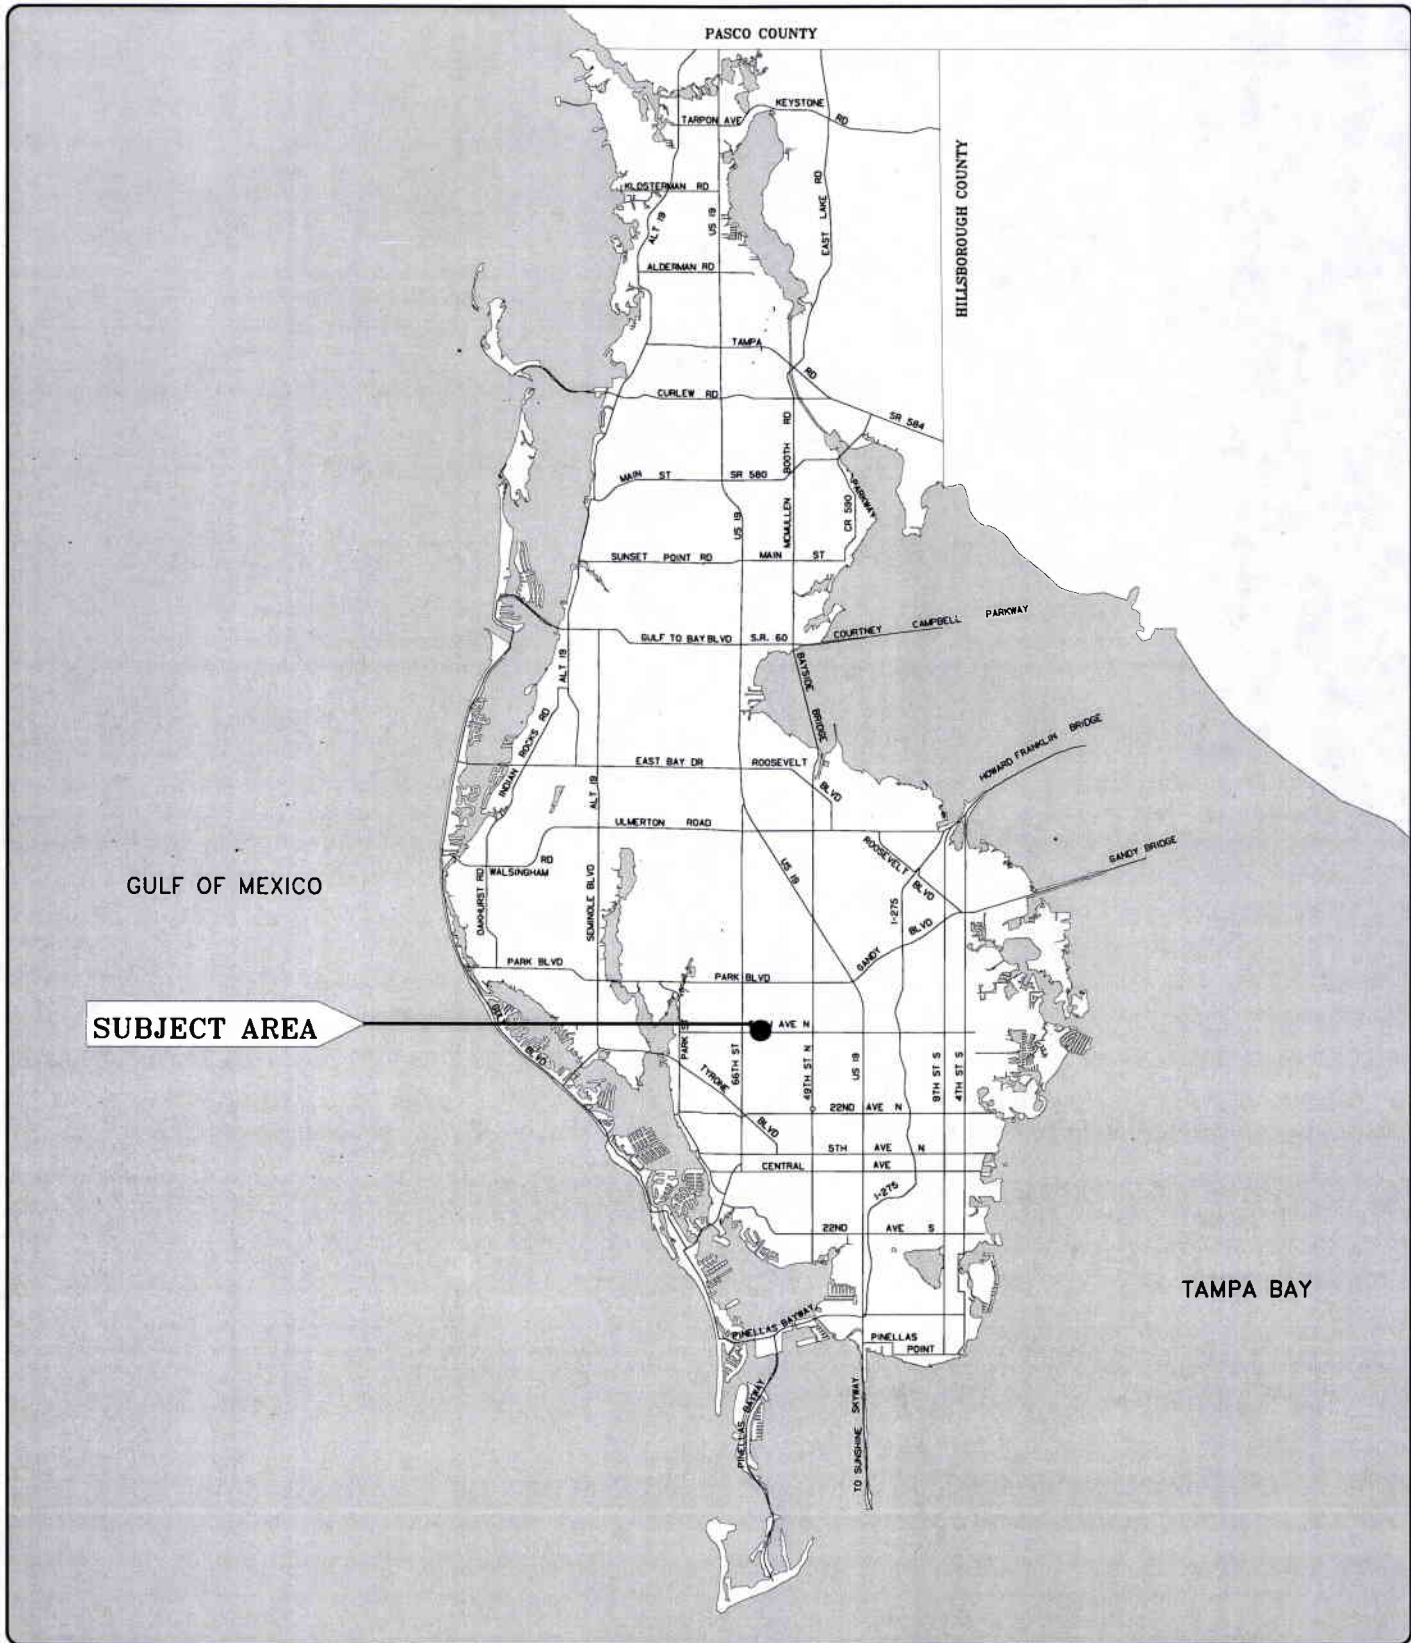 PASCO COUNTY
KEYSTONE RD
TARPON AVE
HILLSBOROUGH COUNTY
KLOSTERMAN RD
ALT 19
US 19
EAST LAKE RD
ALDERMAN RD
TAMPA RD
CURLEW RD
SR 584
MAIN ST
SR 580
MCMULLEN BOOTH RD
PARKWAY
CR 590
US 19
SUNSET POINT RD
MAIN ST
COURTNEY CAMPBELL PARKWAY
GULF TO BAY BLVD
S.R. 60
ALT 19
BAYSIDE BRIDGE
INDIAN ROCKS RD
HOWARD FRANKLIN BRIDGE
EAST BAY DR
ROOSEVELT BLVD
ALT 19
ULMERTON ROAD
GANDY BRIDGE
WALSINGHAM RD
US 19
ROOSEVELT BLVD
GULF OF MEXICO
OAKHURST RD
SEMINOLE BLVD
I-275
GANDY BLVD
PARK BLVD
PARK BLVD
SUBJECT AREA
BLVD
PARK ST
AVE N
66TH ST
49TH ST N
US 19
9TH ST S
4TH ST S
TYRONE BLVD
22ND AVE N
5TH AVE N
CENTRAL AVE
I-275
22ND AVE S
TAMPA BAY
PINELLAS BAYWAY
PINELLAS POINT
PINELLAS BAYWAY
TO SUNSHINE SKYWAY